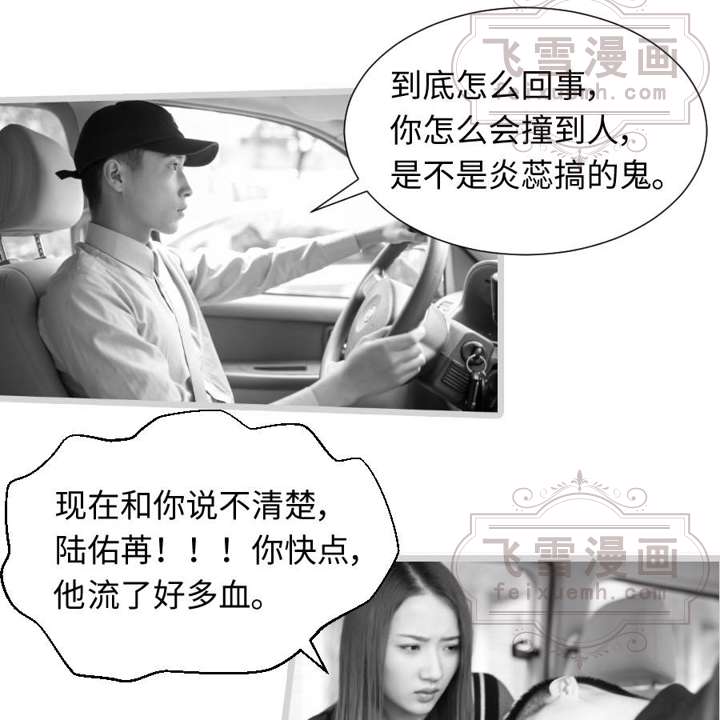 飞雪漫画
feixuemh.com
到底怎么回事，
你怎么会撞到人，
是不是炎蕊搞的鬼。
现在和你说不清楚，
陆佑苒！！！你快点，
他流了好多血。
飞雪漫画
feixuemh.com